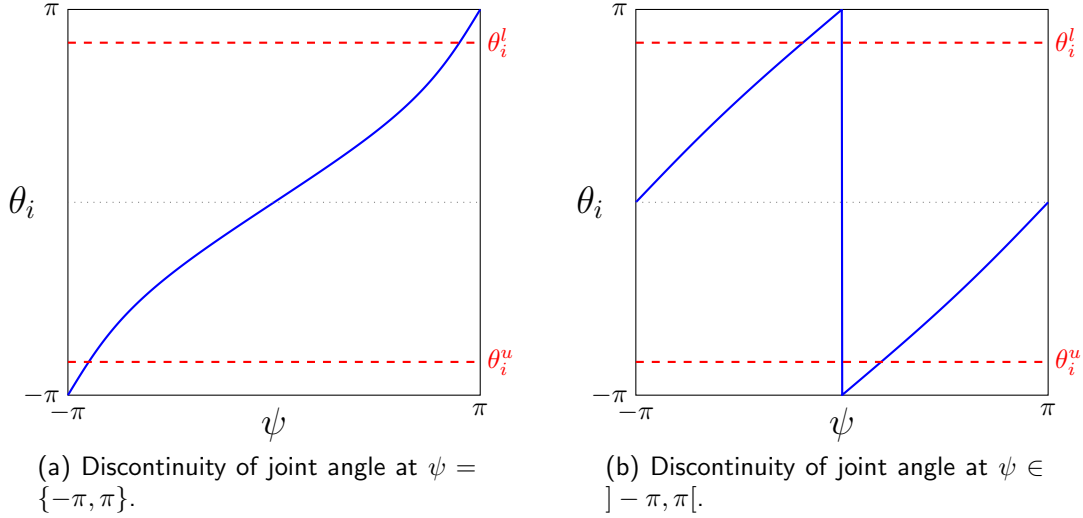 π
θ_i^l
θ_i
θ_i^u
−π
−π
ψ
π
(a) Discontinuity of joint angle at ψ =
{−π, π}.
π
θ_i^l
θ_i
θ_i^u
−π
−π
ψ
π
(b) Discontinuity of joint angle at ψ ∈
] − π, π[.